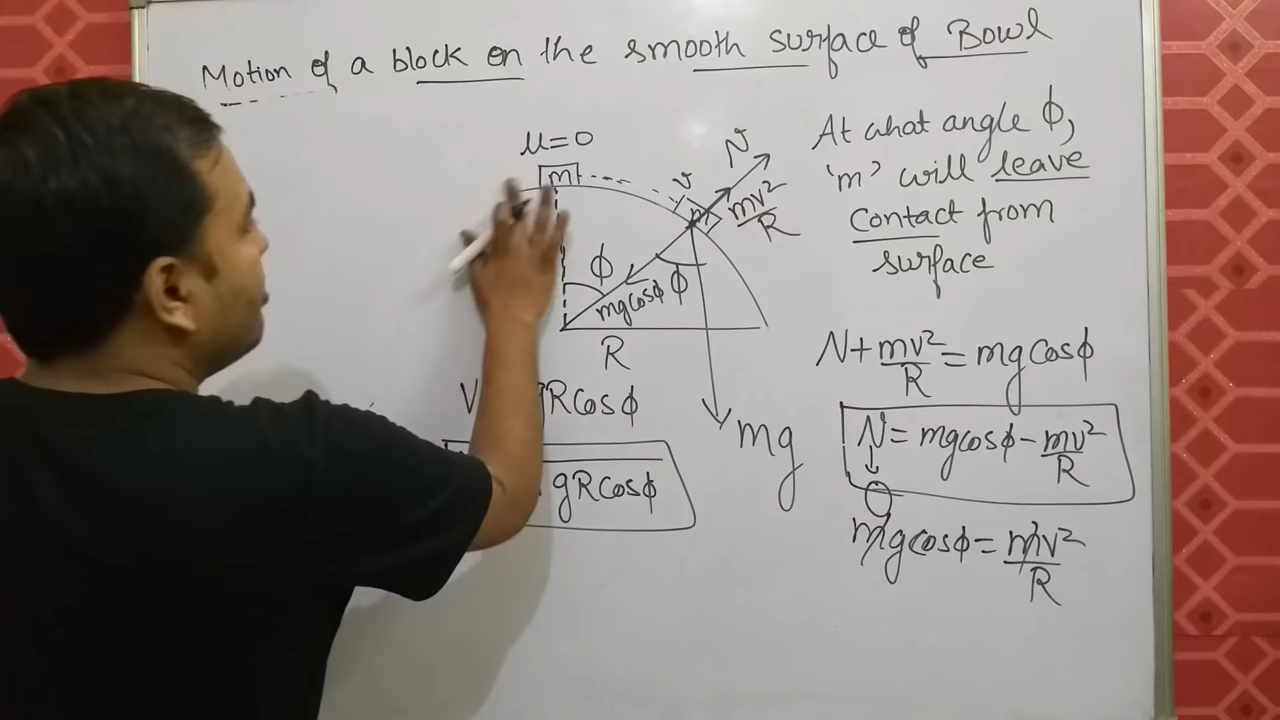 Motion of a block on the smooth surface of Bowl
μ=0
m
v
m
N
mv²/R
ϕ
mgcosϕ
ϕ
R
mg
At what angle ϕ,
'm' will leave
contact from
surface
N+mv²/R=mgcosϕ
N=mgcosϕ-mv²/R
mgcosϕ=mv²/R
V
gRcosϕ
gRcosϕ